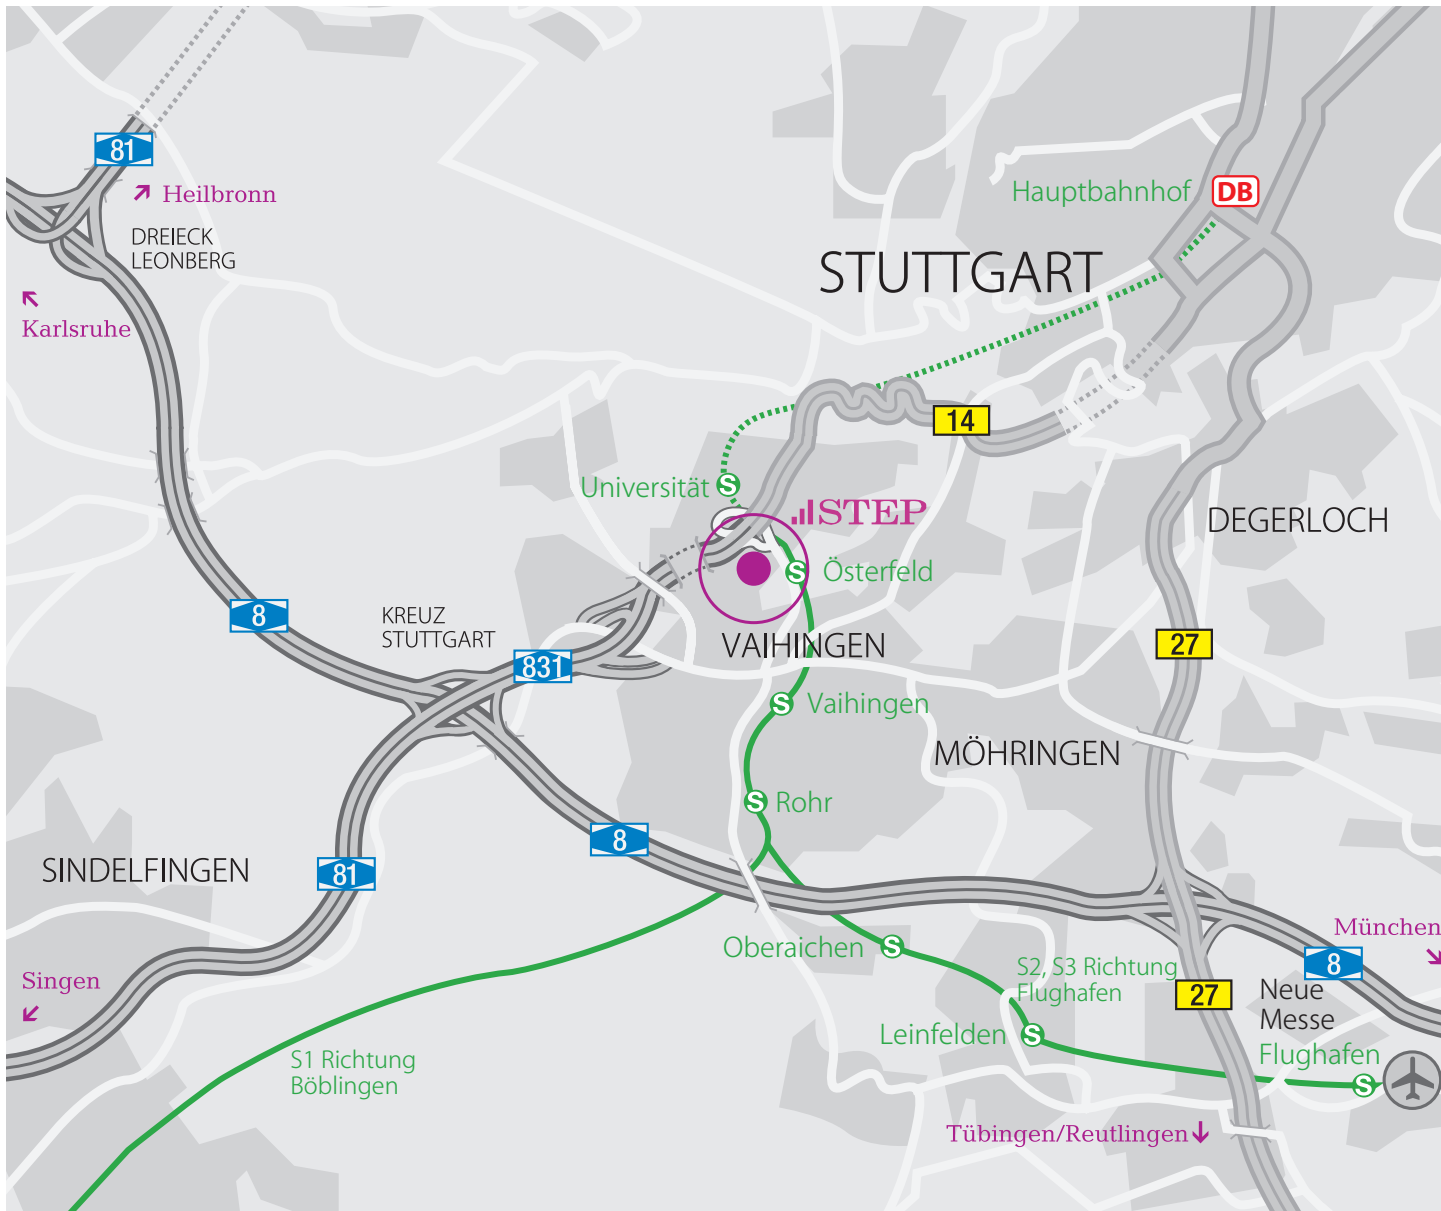 81
Heilbronn
DREIECK
LEONBERG
Karlsruhe
Hauptbahnhof DB
STUTTGART
14
Universität S
STEP
S Österfeld
DEGERLOCH
8
KREUZ
STUTTGART
831
VAIHINGEN
27
S Vaihingen
MÖHRINGEN
S Rohr
8
SINDELFINGEN
81
Singen
Oberaichen S
S2, S3 Richtung
Flughafen
München
8
27
Neue
Messe
Leinfelden S
Flughafen
S
S1 Richtung
Böblingen
Tübingen/Reutlingen